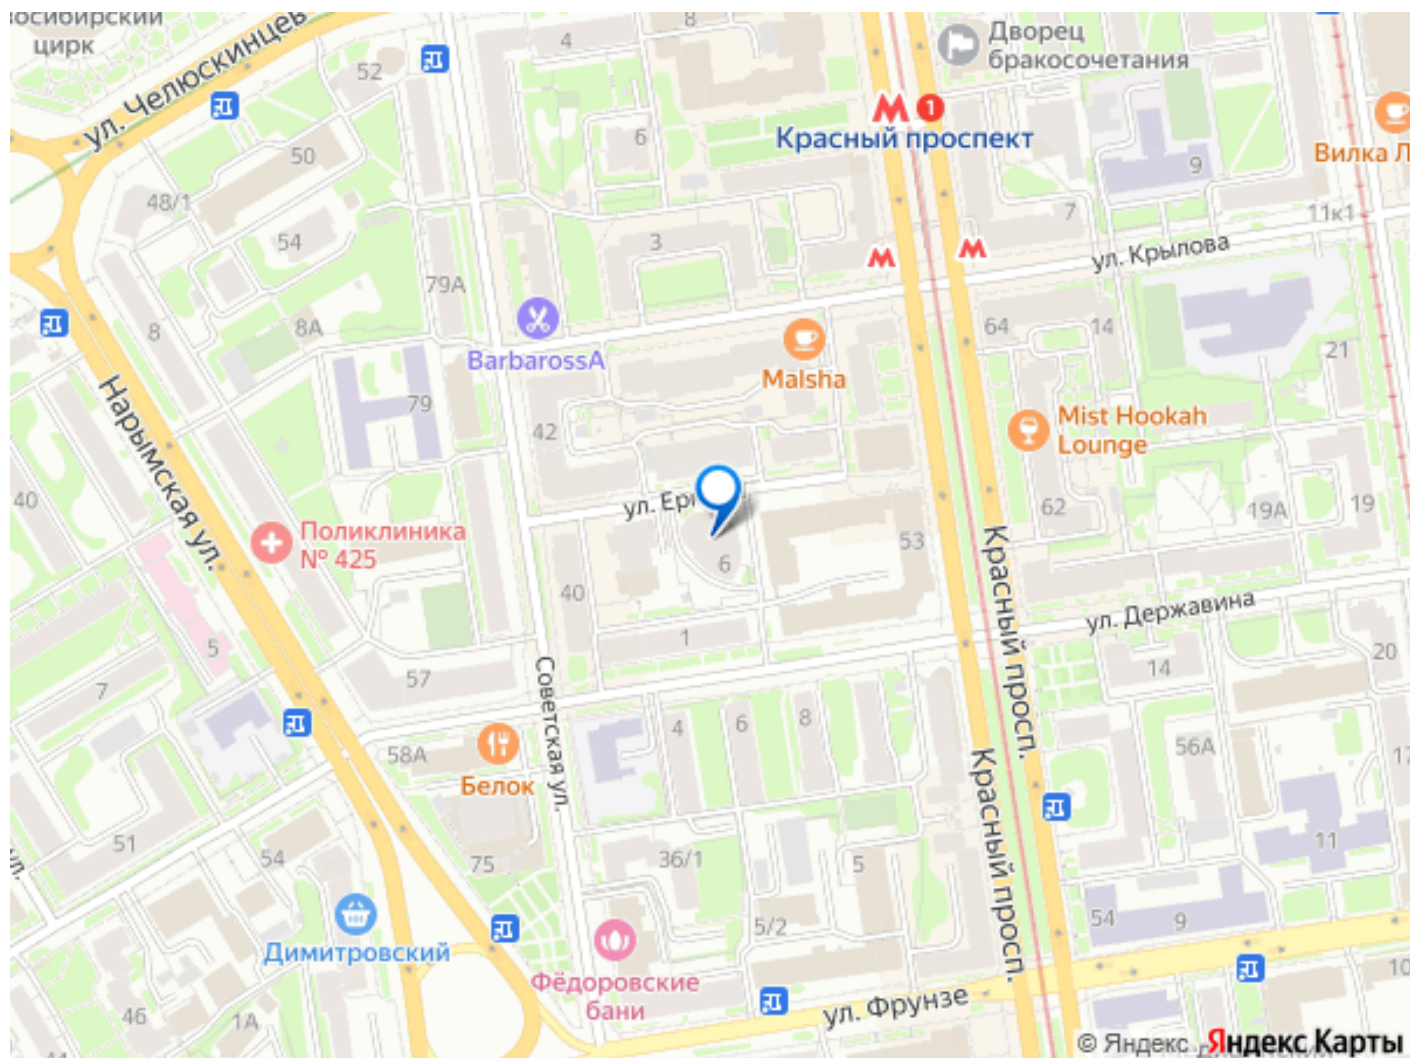 осибирский
цирк
ул. Челюскинцев
4
8
Дворец
бракосочетания
52
М 1
Красный проспект
6
50
9
Вилка Л
48/1
7
11к1
54
3
ул. Крылова
М
М
79А
8
8А
BarbarossA
Malsha
64
14
21
Нарымская ул.
79
42
Mist Hookah
Lounge
40
ул. Ер
62
19А
19
Поликлиника
№ 425
53
6
40
Красный просп.
ул. Державина
5
1
14
20
7
57
Советская ул.
4
6
8
58А
Белок
Красный просп.
56А
17
51
54
75
36/1
5
11
ул.
54
9
5/2
Димитровский
Фёдоровские
бани
46
1А
ул. Фрунзе
10
© Яндекс Яндекс Карты